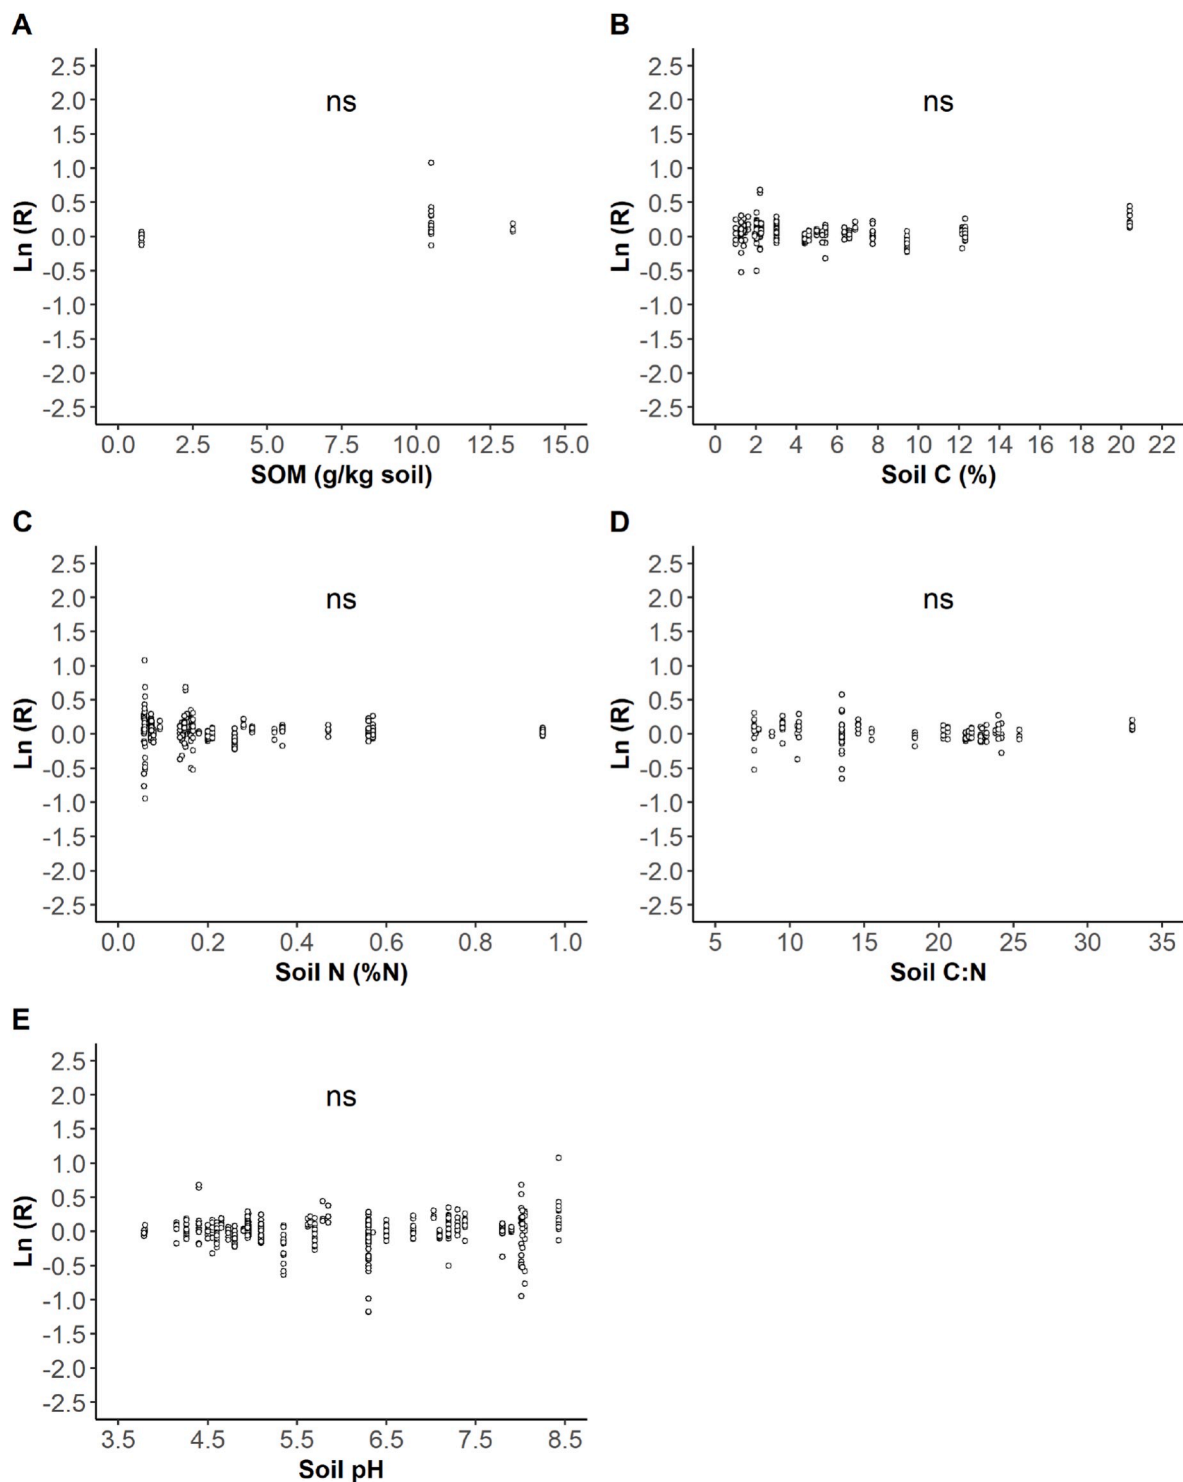 A
B
2.5
2.0
1.5
1.0
0.5
0.0
-0.5
-1.0
-1.5
-2.0
-2.5
Ln (R)
ns
0.0 2.5 5.0 7.5 10.0 12.5 15.0
SOM (g/kg soil)
2.5
2.0
1.5
1.0
0.5
0.0
-0.5
-1.0
-1.5
-2.0
-2.5
Ln (R)
ns
0 2 4 6 8 10 12 14 16 18 20 22
Soil C (%)
C
D
2.5
2.0
1.5
1.0
0.5
0.0
-0.5
-1.0
-1.5
-2.0
-2.5
Ln (R)
ns
0.0 0.2 0.4 0.6 0.8 1.0
Soil N (%N)
2.5
2.0
1.5
1.0
0.5
0.0
-0.5
-1.0
-1.5
-2.0
-2.5
Ln (R)
ns
5 10 15 20 25 30 35
Soil C:N
E
2.5
2.0
1.5
1.0
0.5
0.0
-0.5
-1.0
-1.5
-2.0
-2.5
Ln (R)
ns
3.5 4.5 5.5 6.5 7.5 8.5
Soil pH